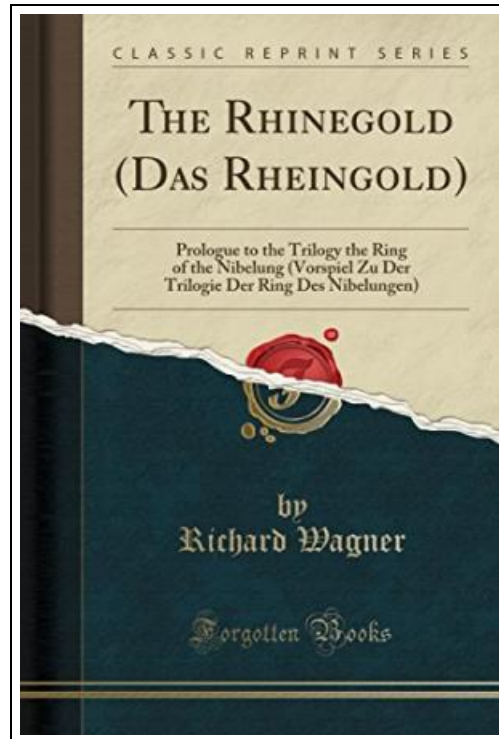 CLASSIC REPRINT SERIES
THE RHINEGOLD
(DAS RHEINGOLD)
Prologue to the Trilogy the Ring
of the Nibelung (Vorspiel Zu Der
Trilogie Der Ring Des Nibelungen)
by
Richard Wagner
Forgotten Books